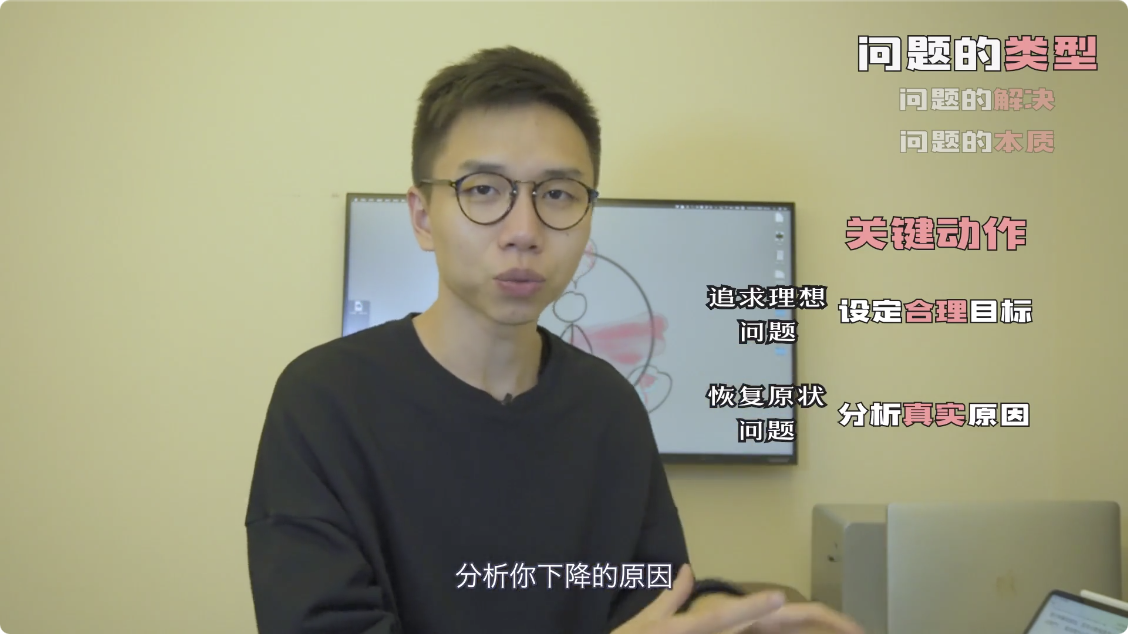 问题的类型
问题的解决
问题的本质
关键动作
追求理想
问题
设定合理目标
恢复原状
问题
分析真实原因
分析你下降的原因